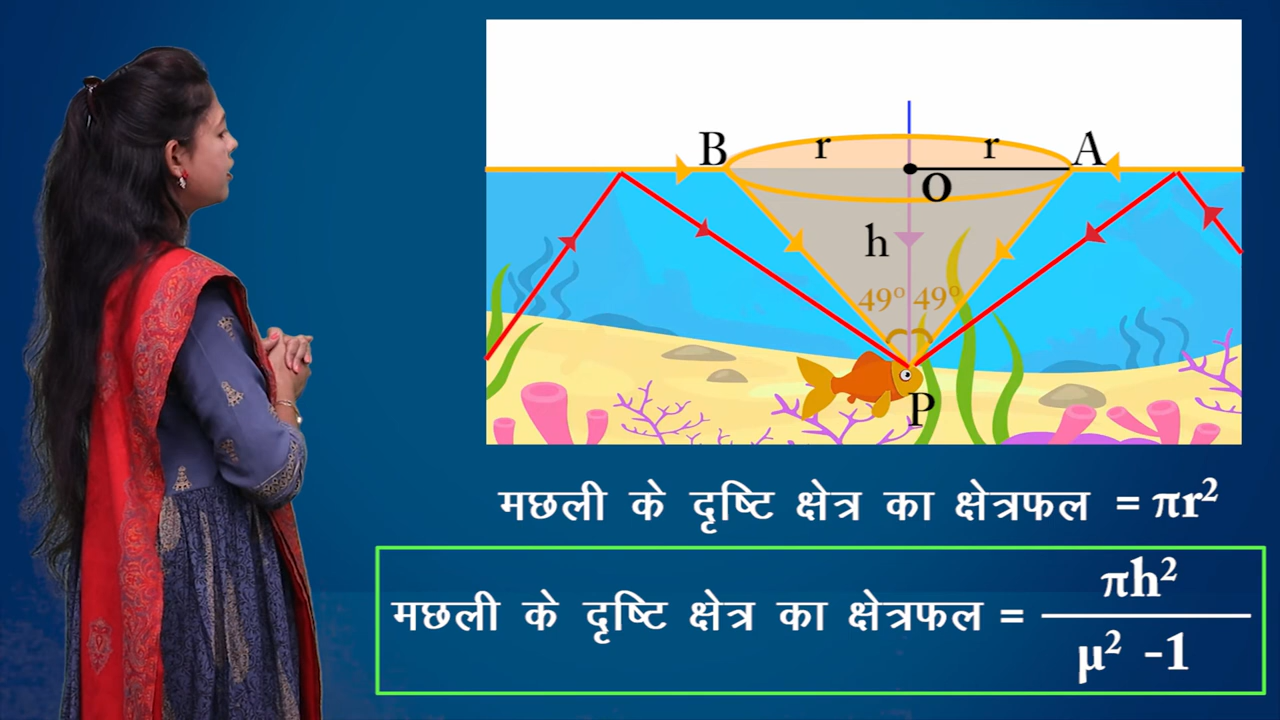 B r r A
O
h
49° 49°
P
मछली के दृष्टि क्षेत्र का क्षेत्रफल = πr²
मछली के दृष्टि क्षेत्र का क्षेत्रफल = πh²
μ² -1